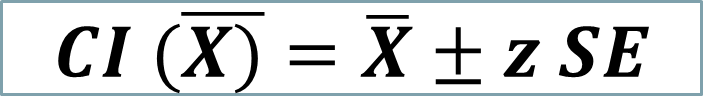 CI (X̅) = X̅ ± z SE